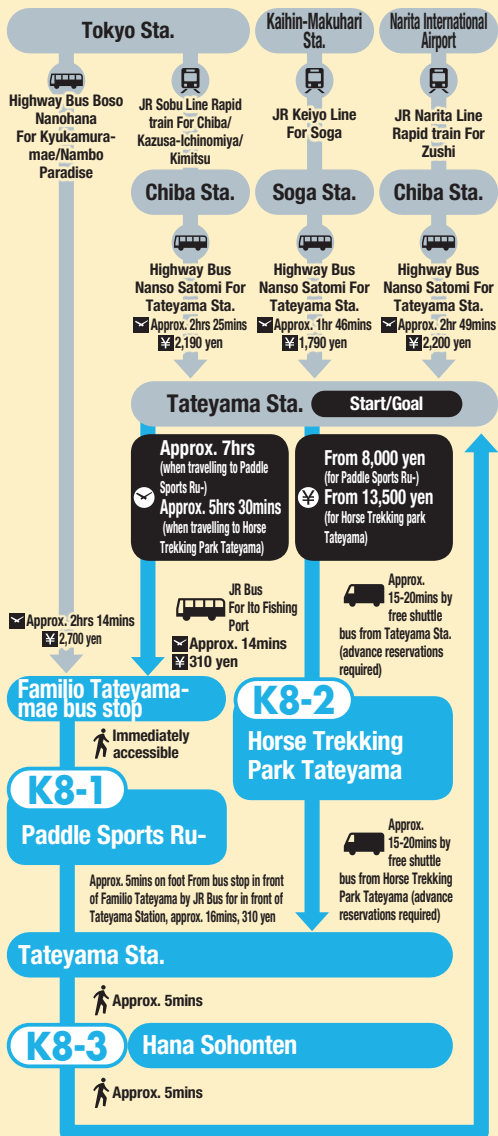 Tokyo Sta.
Highway Bus Boso
Nanohana
For Kyukamura-
mae/Nambo
Paradise
JR Sobu Line Rapid
train For Chiba/
Kazusa-Ichinomiya/
Kimitsu
Chiba Sta.
Highway Bus
Nanso Satomi For
Tateyama Sta.
Approx. 2hrs 25mins
¥ 2,190 yen
Kaihin-Makuhari
Sta.
JR Keiyo Line
For Soga
Soga Sta.
Highway Bus
Nanso Satomi For
Tateyama Sta.
Approx. 1hr 46mins
¥ 1,790 yen
Narita International
Airport
JR Narita Line
Rapid train For
Zushi
Chiba Sta.
Highway Bus
Nanso Satomi For
Tateyama Sta.
Approx. 2hr 49mins
¥ 2,200 yen
Tateyama Sta.
Start/Goal
Approx. 7hrs
(when travelling to Paddle
Sports Ru-)
Approx. 5hrs 30mins
(when travelling to Horse
Trekking Park Tateyama)
¥
From 8,000 yen
(for Paddle Sports Ru-)
From 13,500 yen
(for Horse Trekking park
Tateyama)
Approx. 2hrs 14mins
¥ 2,700 yen
JR Bus
For Ito Fishing
Port
Approx. 14mins
¥ 310 yen
Approx.
15-20mins by
free shuttle
bus from Tateyama Sta.
(advance reservations
required)
Familio Tateyama-
mae bus stop
Immediately
accessible
K8-1
Paddle Sports Ru-
K8-2
Horse Trekking
Park Tateyama
Approx. 5mins on foot From bus stop in front
of Familio Tateyama by JR Bus for in front of
Tateyama Station, approx. 16mins, 310 yen
Approx.
15-20mins by
free shuttle
bus from Horse Trekking
Park Tateyama (advance
reservations required)
Tateyama Sta.
Approx. 5mins
K8-3
Hana Sohonten
Approx. 5mins